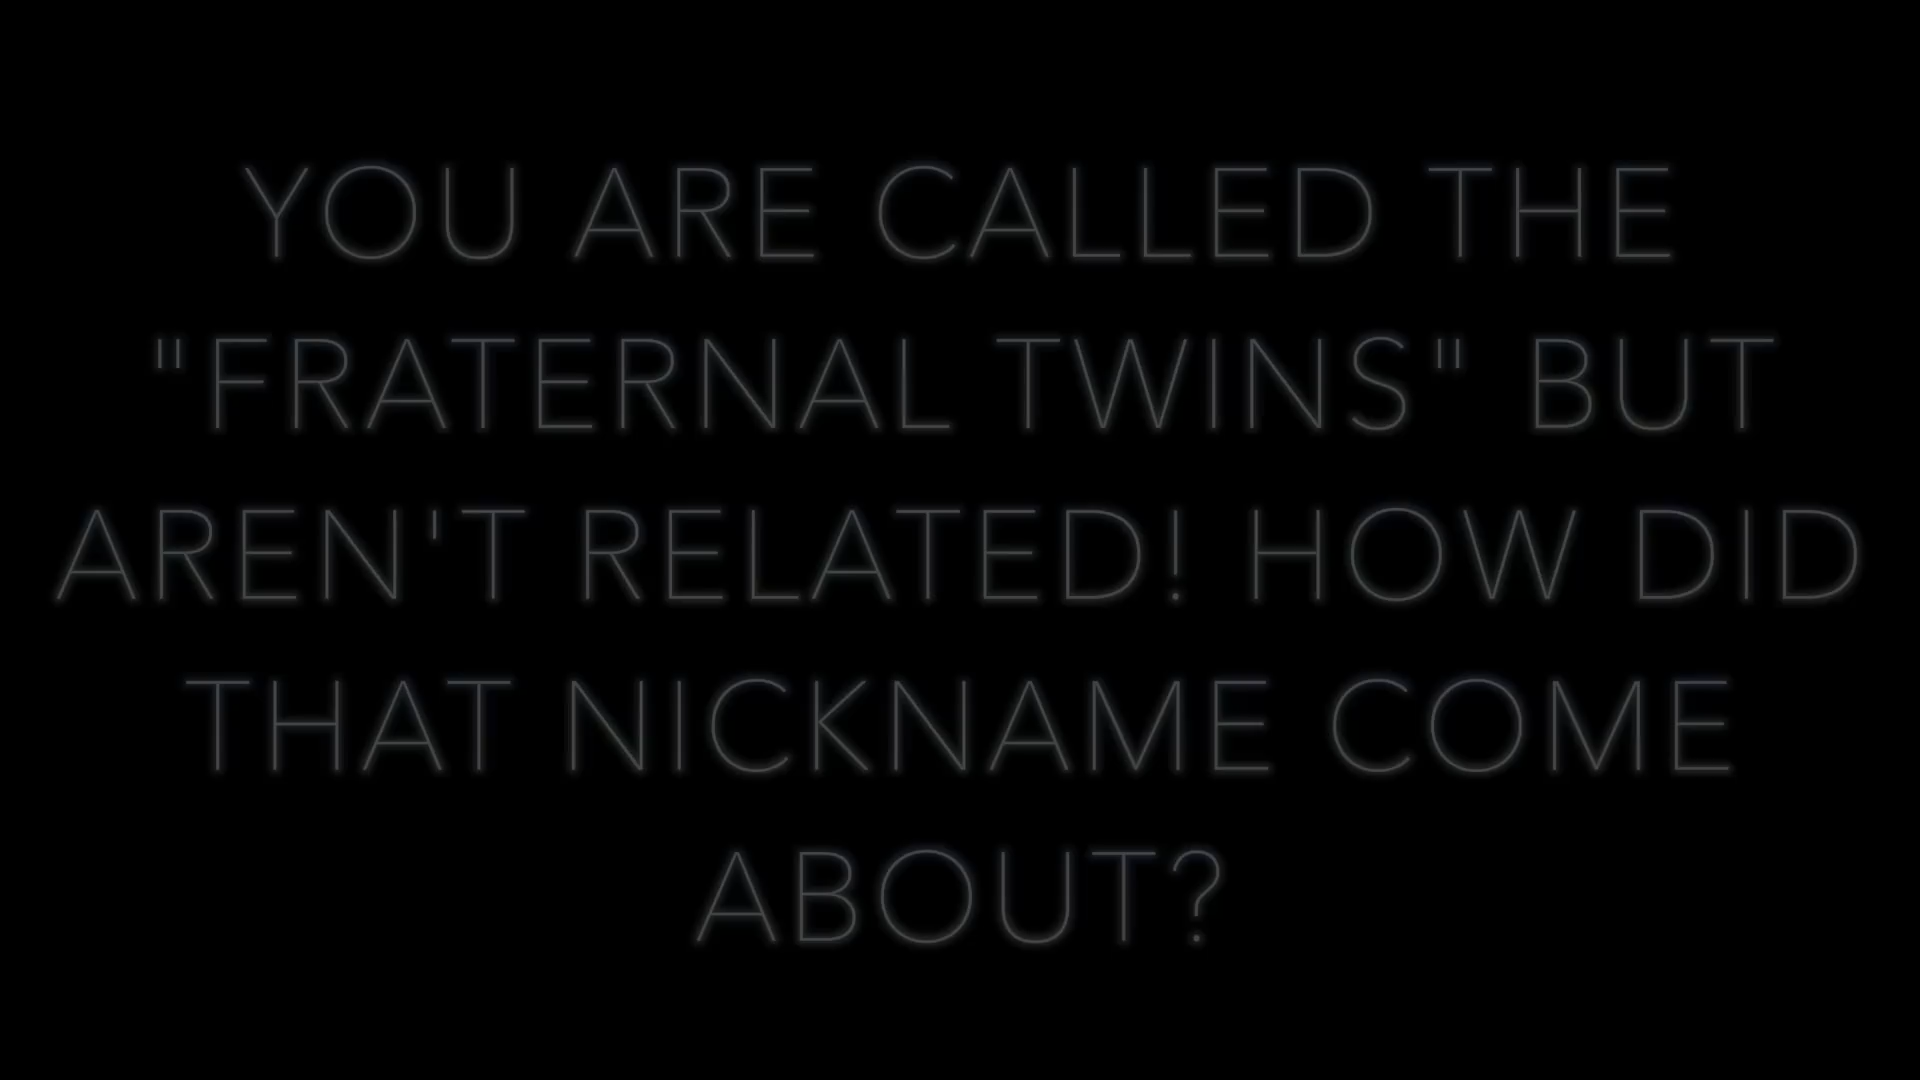 YOU ARE CALLED THE
"FRATERNAL TWINS" BUT
AREN'T RELATED! HOW DID
THAT NICKNAME COME
ABOUT?